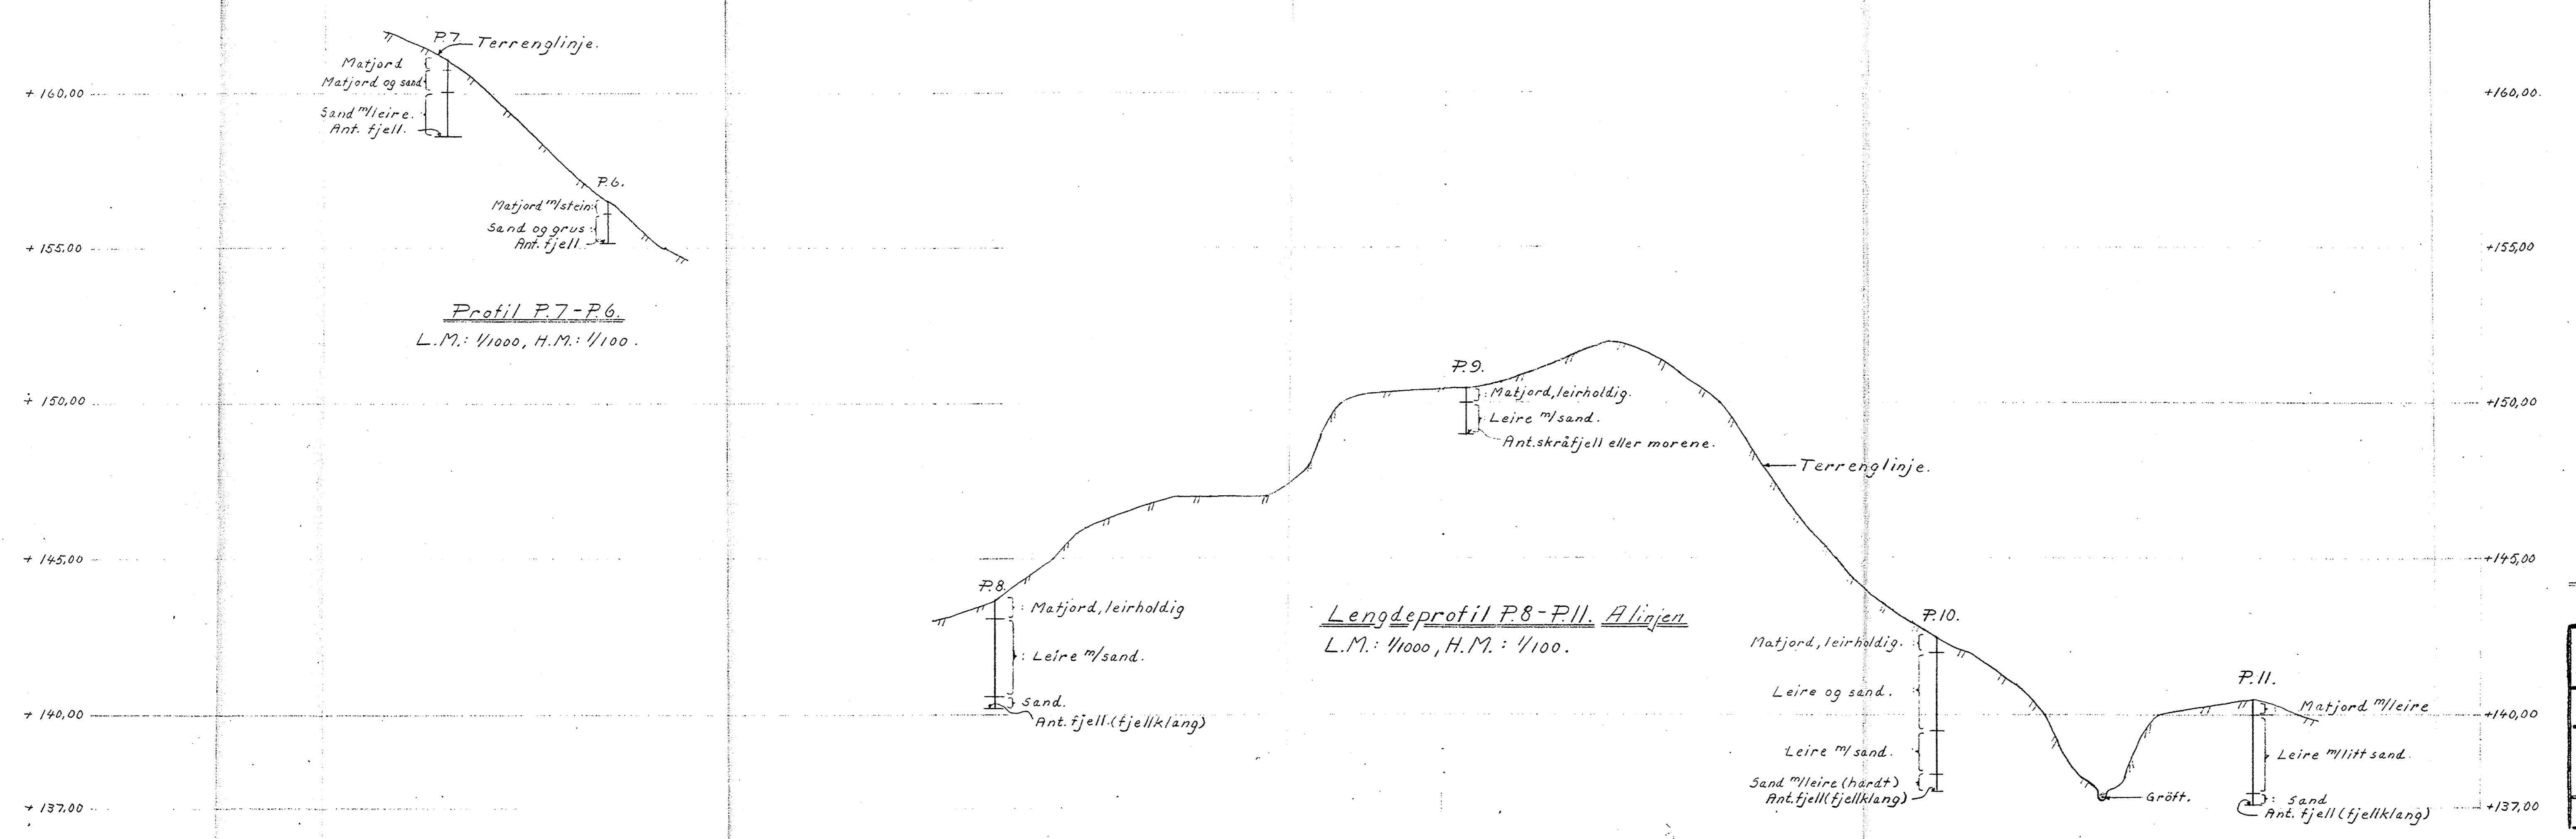 P.7
Terrenglinje.
Matjord
Matjord og sand
Sand m/leire.
Ant. fjell.
P.6.
Matjord m/stein:
Sand og grus:
Ant. fjell.
Profil P.7-P.6.
L.M.: 1/1000, H.M.: 1/100.
+ 160,00
+ 155,00
+ 150,00
+ 145,00
+ 140,00
+ 137,00
P.8.
: Matjord, leirholdig
: Leire m/sand.
: Sand.
Ant. fjell.(fjellklang)
P.9.
: Matjord, leirholdig.
: Leire m/sand.
Ant. skråfjell eller morene.
Terrenglinje.
Lengdeprofil P.8-P.11. A linjen
L.M.: 1/1000, H.M.: 1/100.
P.10.
Matjord, leirholdig. :
Leire og sand. :
Leire m/sand. :
Sand m/leire (hardt)
Ant. fjell (fjellklang)
Gröft.
P.11.
: Matjord m/leire
: Leire m/litt sand.
: Sand
Ant. fjell (fjellklang)
+160,00.
+155,00
+150,00
+145,00
+140,00
+137,00